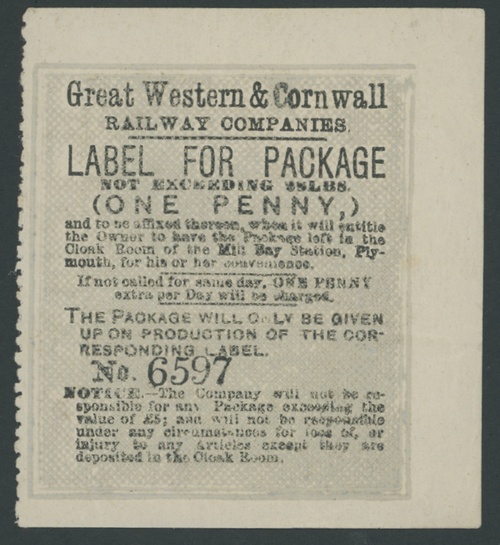 Great Western & Cornwall
RAILWAY COMPANIES.
LABEL FOR PACKAGE
NOT EXCEEDING 28LBS.
(ONE PENNY,)
and to be affixed thereon, when it will entitle
the Owner to have the Package left in the
Cloak Room of the Mill Bay Station, Ply-
mouth, for his or her convenience.
If not called for same day, ONE PENNY
extra per Day will be charged.
THE PACKAGE WILL ONLY BE GIVEN
UP ON PRODUCTION OF THE COR-
RESPONDING LABEL.
No. 6597
NOTICE.—The Company will not be re-
sponsible for any Package exceeding the
value of £5; and will not be responsible
under any circumstances for loss of, or
injury to any articles except they are
deposited in the Cloak Room.